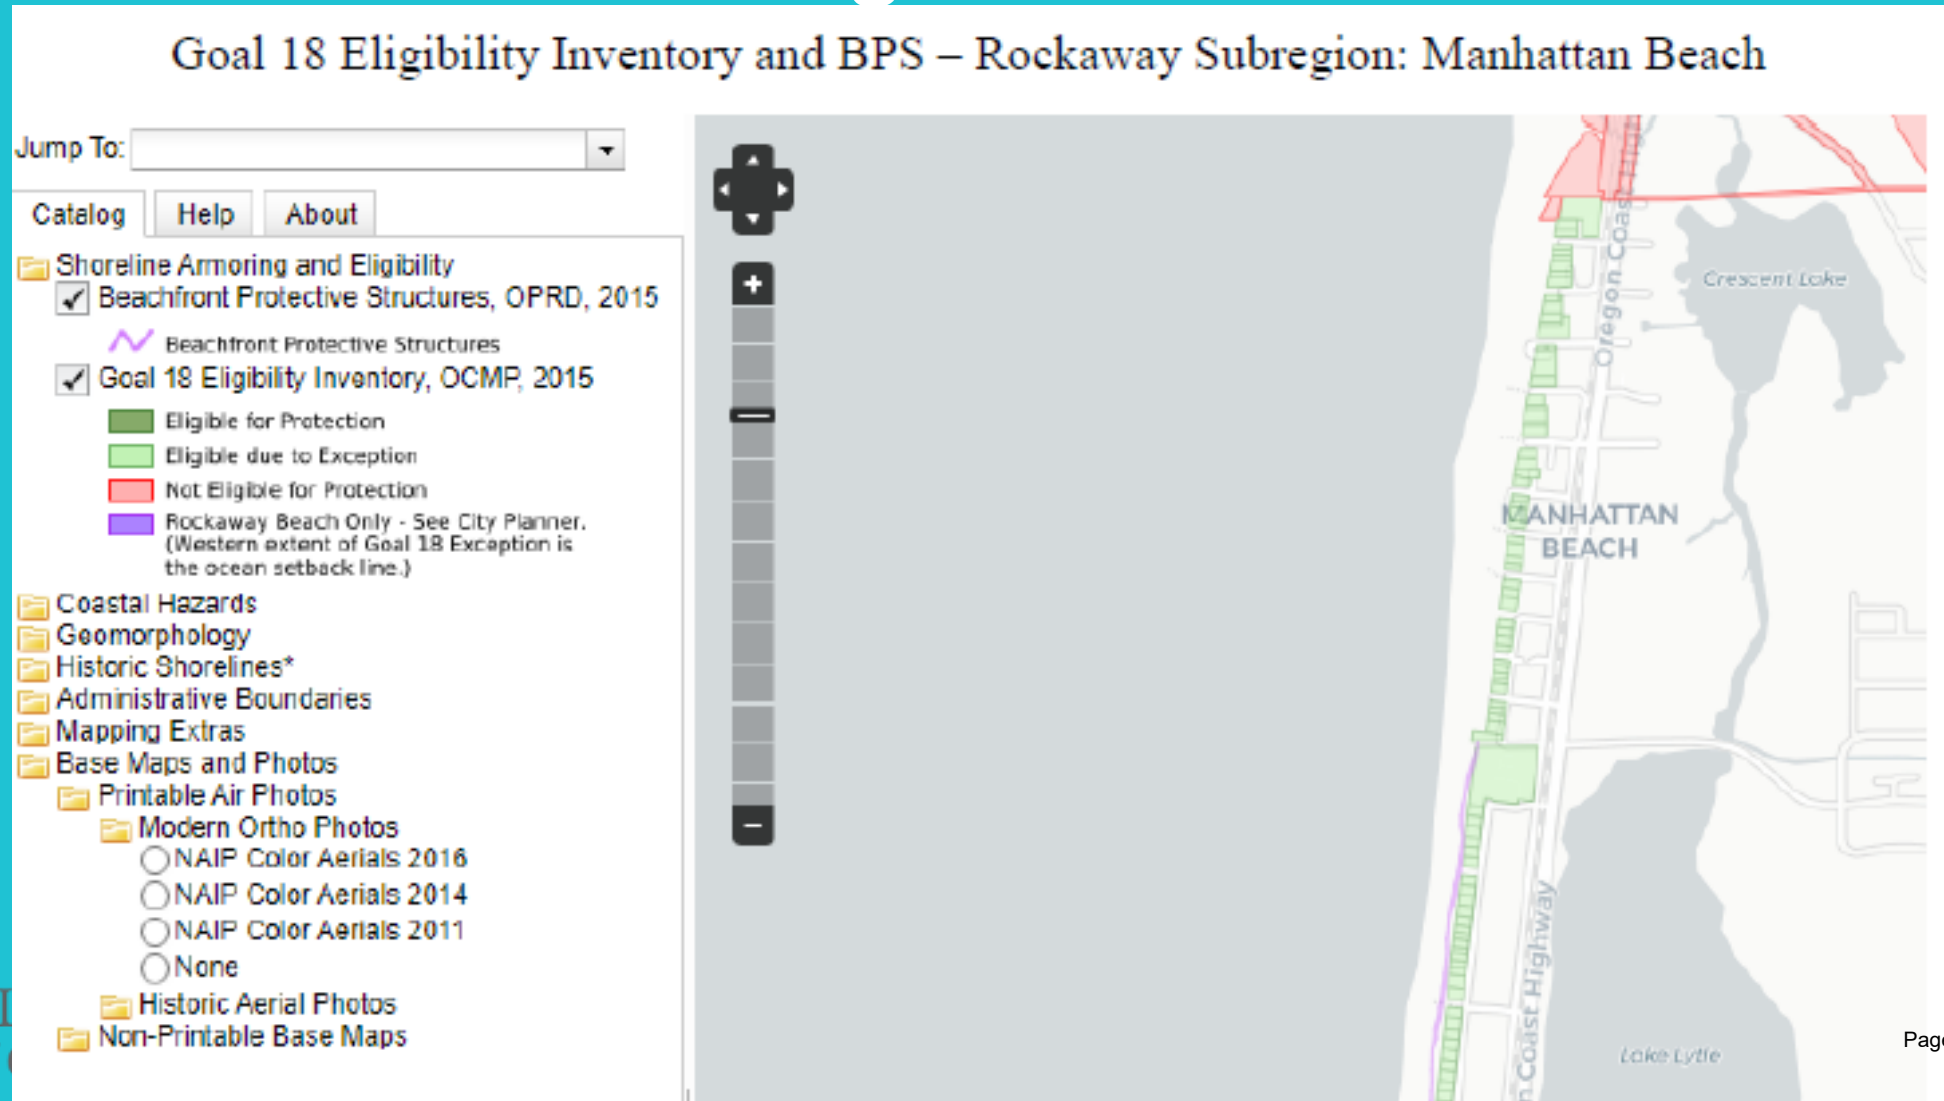 Goal 18 Eligibility Inventory and BPS – Rockaway Subregion: Manhattan Beach
Jump To:
Catalog
Help
About
Shoreline Armoring and Eligibility
Beachfront Protective Structures, OPRD, 2015
Beachfront Protective Structures
Goal 18 Eligibility Inventory, OCMP, 2015
Eligible for Protection
Eligible due to Exception
Not Eligible for Protection
Rockaway Beach Only - See City Planner.
(Western extent of Goal 18 Exception is
the ocean setback line.)
Coastal Hazards
Geomorphology
Historic Shorelines*
Administrative Boundaries
Mapping Extras
Base Maps and Photos
Printable Air Photos
Modern Ortho Photos
NAIP Color Aerials 2016
NAIP Color Aerials 2014
NAIP Color Aerials 2011
None
Historic Aerial Photos
Non-Printable Base Maps
Oregon Coast
Crescent Lake
MANHATTAN
BEACH
Coast Highway
Lake Lytle